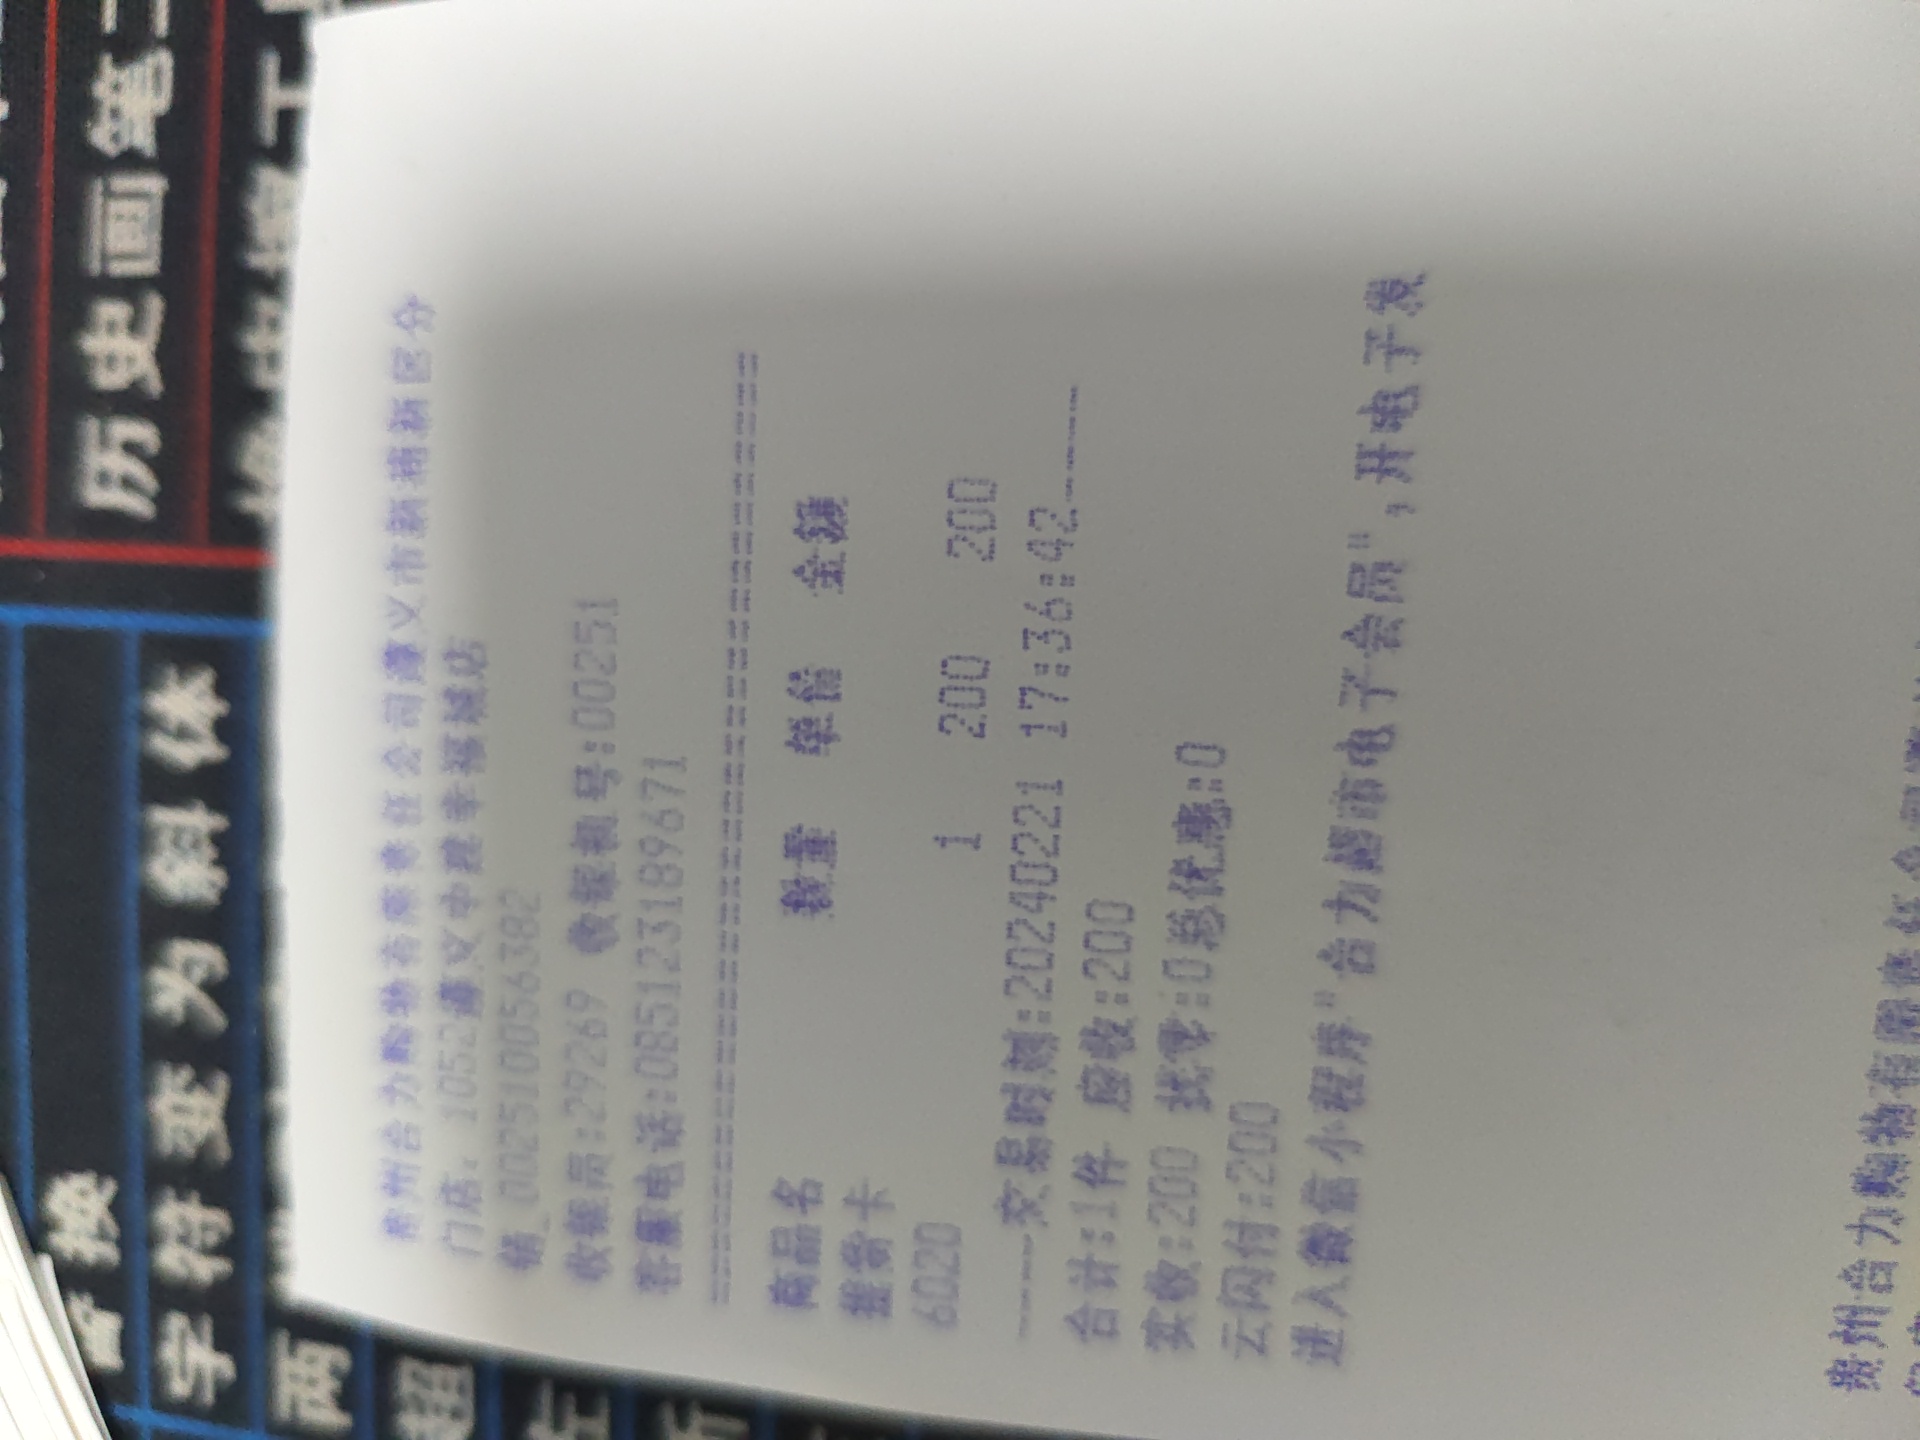 贵州合力购物有限责任公司遵义市新蒲新区分
门店: 1052遵义中建幸福城店
销_002510056382
收银员:29269 收银机号:00251
客服电话:085123189671
================================
商品名 数量 单价 金额
提货卡
6020 1 200 200
-----交易时刻:20240221 17:36:42-----
合计:1件 应收:200
实收:200 找零:0总优惠:0
云闪付:200
进入微信小程序"合力超市电子会员",开电子发
贵州合力购物有限责任公司遵义
历史画笔
字符变为斜体
替换
两